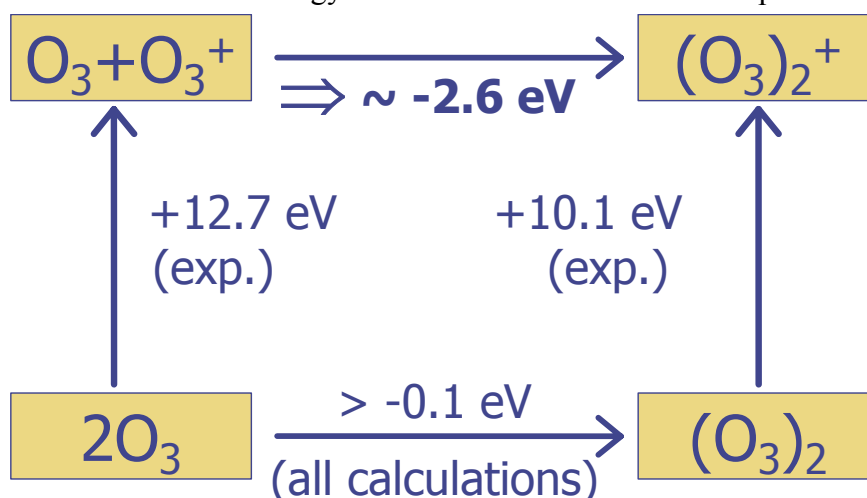 O₃+O₃⁺
(O₃)₂⁺
⇒ ~ -2.6 eV
+12.7 eV
(exp.)
+10.1 eV
(exp.)
> -0.1 eV
2O₃
(O₃)₂
(all calculations)